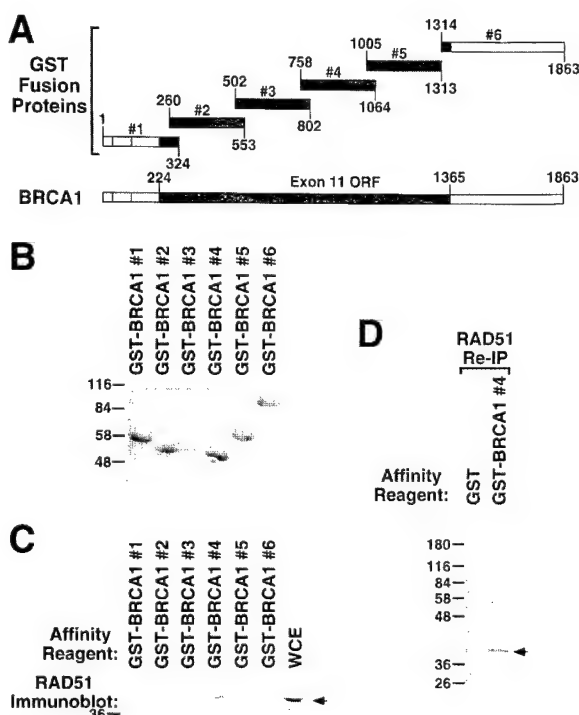 A
GST
Fusion
Proteins
1
#1
324
260
#2
553
502
#3
802
758
#4
1064
1005
#5
1313
1314
#6
1863
BRCA1
224
Exon 11 ORF
1365
1863
B
GST-BRCA1 #1
GST-BRCA1 #2
GST-BRCA1 #3
GST-BRCA1 #4
GST-BRCA1 #5
GST-BRCA1 #6
116
84
58
48
C
Affinity
Reagent:
GST-BRCA1 #1
GST-BRCA1 #2
GST-BRCA1 #3
GST-BRCA1 #4
GST-BRCA1 #5
GST-BRCA1 #6
WCE
RAD51
Immunoblot:
36
D
RAD51
Re-IP
Affinity
Reagent:
GST
GST-BRCA1 #4
180
116
84
58
48
36
26